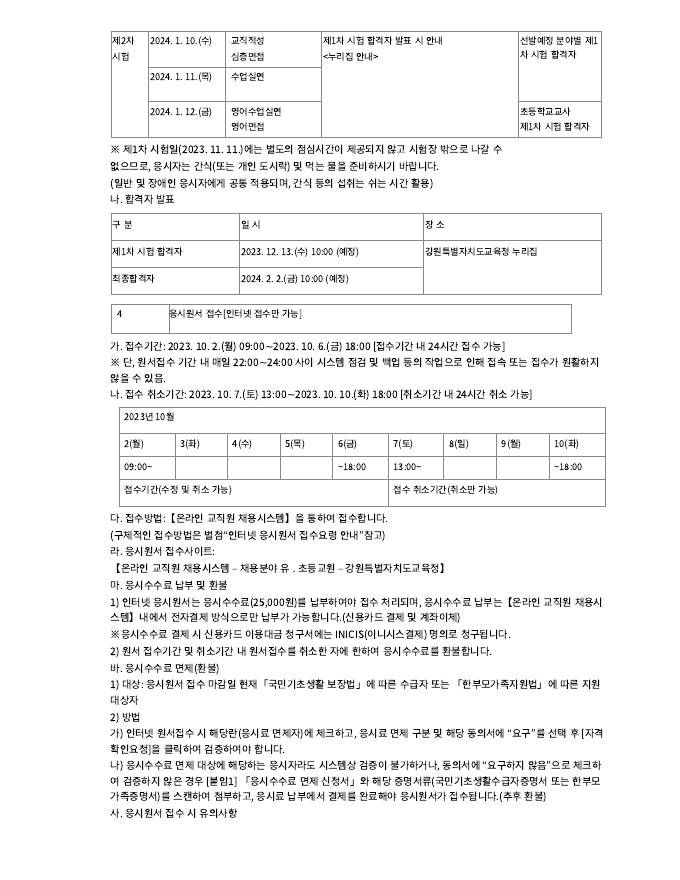 제2차 2024. 1. 10.(수) 교직적성 제1차 시험 합격자 발표 시 안내 선발예정 분야별 제1
시험 심층면접 <누리집 안내> 차 시험 합격자
2024. 1. 11.(목) 수업실연
2024. 1. 12.(금) 영어수업실연 초등학교교사
영어면접 제1차 시험 합격자
※ 제1차 시험일(2023. 11. 11.)에는 별도의 점심시간이 제공되지 않고 시험장 밖으로 나갈 수
없으므로, 응시자는 간식(또는 개인 도시락) 및 먹는 물을 준비하시기 바랍니다.
(일반 및 장애인 응시자에게 공통 적용되며, 간식 등의 섭취는 쉬는 시간 활용)
나. 합격자 발표
구 분 일 시 장 소
제1차 시험 합격자 2023. 12. 13.(수) 10:00 (예정) 강원특별자치도교육청 누리집
최종합격자 2024. 2. 2.(금) 10:00 (예정)
4 응시원서 접수[인터넷 접수만 가능]
가. 접수기간: 2023. 10. 2.(월) 09:00~2023. 10. 6.(금) 18:00 [접수기간 내 24시간 접수 가능]
※ 단, 원서접수 기간 내 매일 22:00~24:00 사이 시스템 점검 및 백업 등의 작업으로 인해 접속 또는 접수가 원활하지
않을 수 있음.
나. 접수 취소기간: 2023. 10. 7.(토) 13:00~2023. 10. 10.(화) 18:00 [접수기간 내 24시간 취소 가능]
2023년 10월
2(월) 3(화) 4(수) 5(목) 6(금) 7(토) 8(일) 9(월) 10(화)
09:00~ ~18:00 13:00~ ~18:00
접수기간(수정 및 취소 가능) 접수 취소기간(취소만 가능)
다. 접수방법:【온라인 교직원 채용시스템】을 통하여 접수합니다.
(구체적인 접수방법은 별첨“인터넷 응시원서 접수요령 안내”참고)
라. 응시원서 접수사이트:
【온라인 교직원 채용시스템 – 채용분야 유 . 초등교원 – 강원특별자치도교육청】
마. 응시수수료 납부 및 환불
1) 인터넷 응시원서는 응시수수료(25,000원)를 납부하여야 접수 처리되며, 응시수수료 납부는【온라인 교직원 채용시
스템】내에서 전자결제 방식으로만 납부가 가능합니다.(신용카드 결제 및 계좌이체)
※ 응시수수료 결제 시 신용카드 이용대금 청구서에는 INICIS(이니시스결제) 명의로 청구됩니다.
2) 원서 접수기간 및 취소기간 내 원서접수를 취소한 자에 한하여 응시수수료를 환불합니다.
바. 응시수수료 면제(환불)
1) 대상: 응시원서 접수 마감일 현재「국민기초생활 보장법」에 따른 수급자 또는 「한부모가족지원법」에 따른 지원
대상자
2) 방법
가) 인터넷 원서접수 시 해당란(응시료 면제자)에 체크하고, 응시료 면제 구분 및 해당 동의서에 “요구”를 선택 후 [자격
확인요청]을 클릭하여 검증하여야 합니다.
나) 응시수수료 면제 대상에 해당하는 응시자라도 시스템상 검증이 불가하거나, 동의서에 “요구하지 않음”으로 체크하
여 검증하지 않은 경우 [붙임1] 「응시수수료 면제 신청서」와 해당 증명서류(국민기초생활수급자증명서 또는 한부모
가족증명서)를 스캔하여 첨부하고, 응시료 납부에서 결제를 완료해야 응시원서가 접수됩니다.(추후 환불)
사. 응시원서 접수 시 유의사항